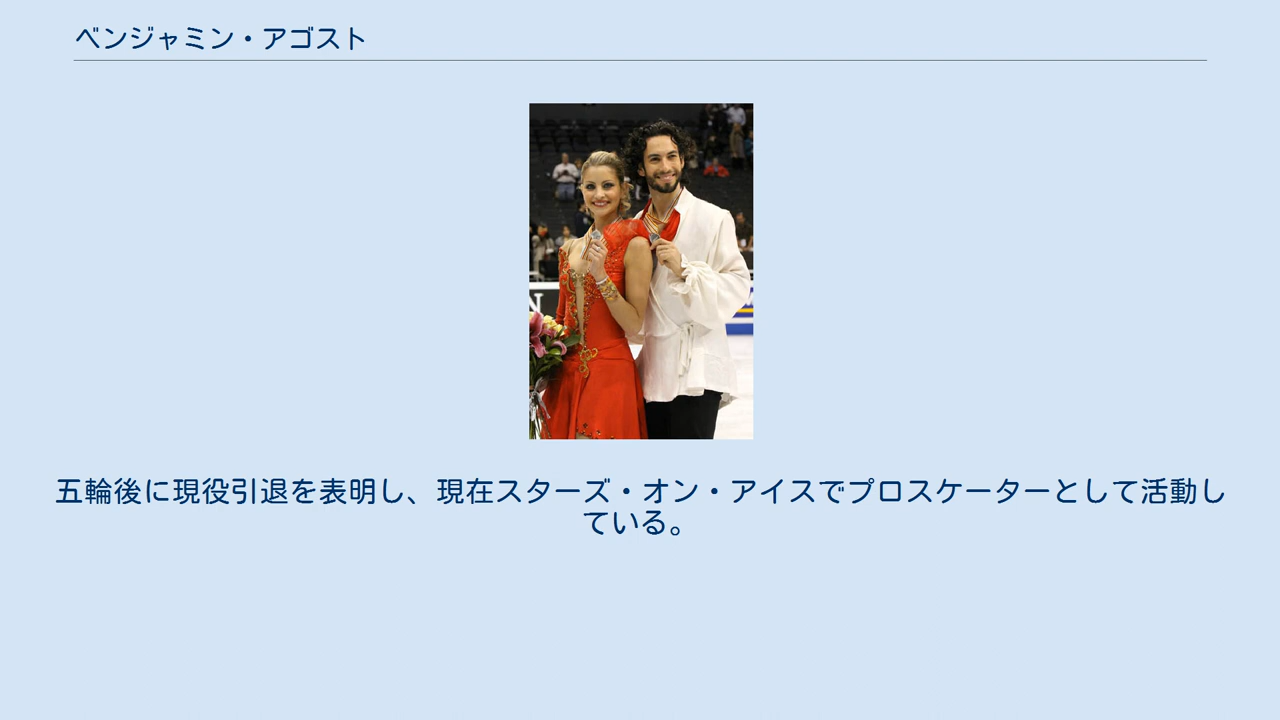 ベンジャミン・アゴスト
五輪後に現役引退を表明し、現在スターズ・オン・アイスでプロスケーターとして活動し
ている。